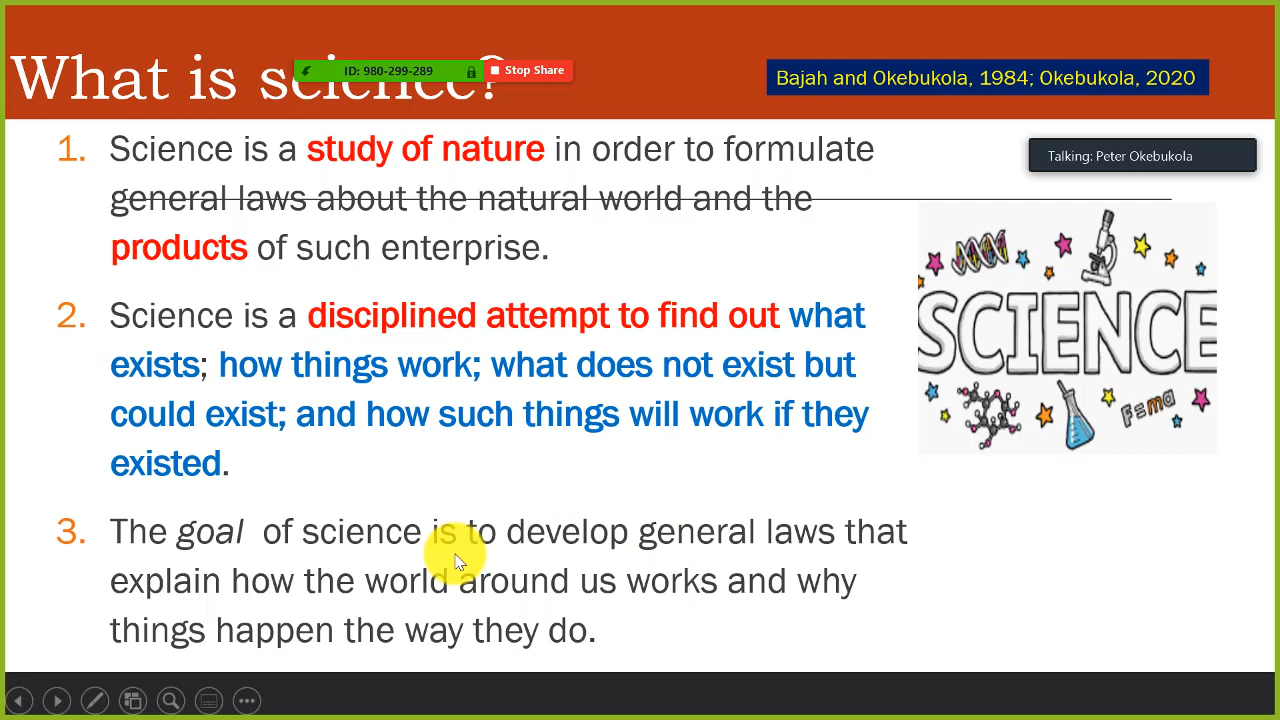 What is science?
ID: 980-299-289
Stop Share
Bajah and Okebukola, 1984; Okebukola, 2020
Talking: Peter Okebukola
1. Science is a study of nature in order to formulate
general laws about the natural world and the
products of such enterprise.
2. Science is a disciplined attempt to find out what
exists; how things work; what does not exist but
could exist; and how such things will work if they
existed.
3. The goal of science is to develop general laws that
explain how the world around us works and why
things happen the way they do.
SCIENCE
F=ma